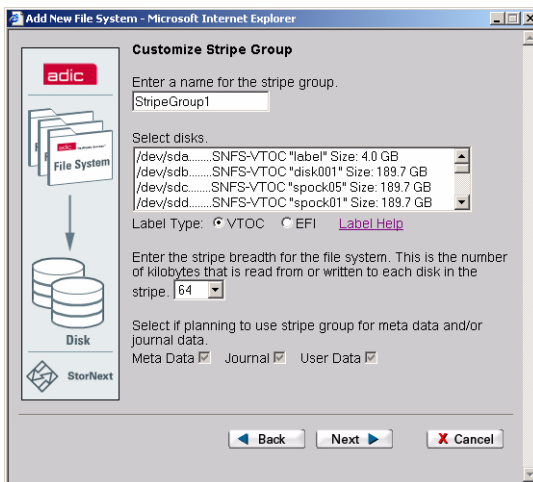 Add New File System - Microsoft Internet Explorer
adic
File System
Disk
StorNext
Customize Stripe Group
Enter a name for the stripe group.
StripeGroup1
Select disks.
/dev/sda.......SNFS-VTOC "label" Size: 4.0 GB
/dev/sdb.......SNFS-VTOC "disk001" Size: 189.7 GB
/dev/sdc.......SNFS-VTOC "spock05" Size: 189.7 GB
/dev/sdd.......SNFS-VTOC "spock01" Size: 189.7 GB
Label Type: VTOC EFI Label Help
Enter the stripe breadth for the file system. This is the number
of kilobytes that is read from or written to each disk in the
stripe. 64
Select if planning to use stripe group for meta data and/or
journal data.
Meta Data Journal User Data
Back Next X Cancel